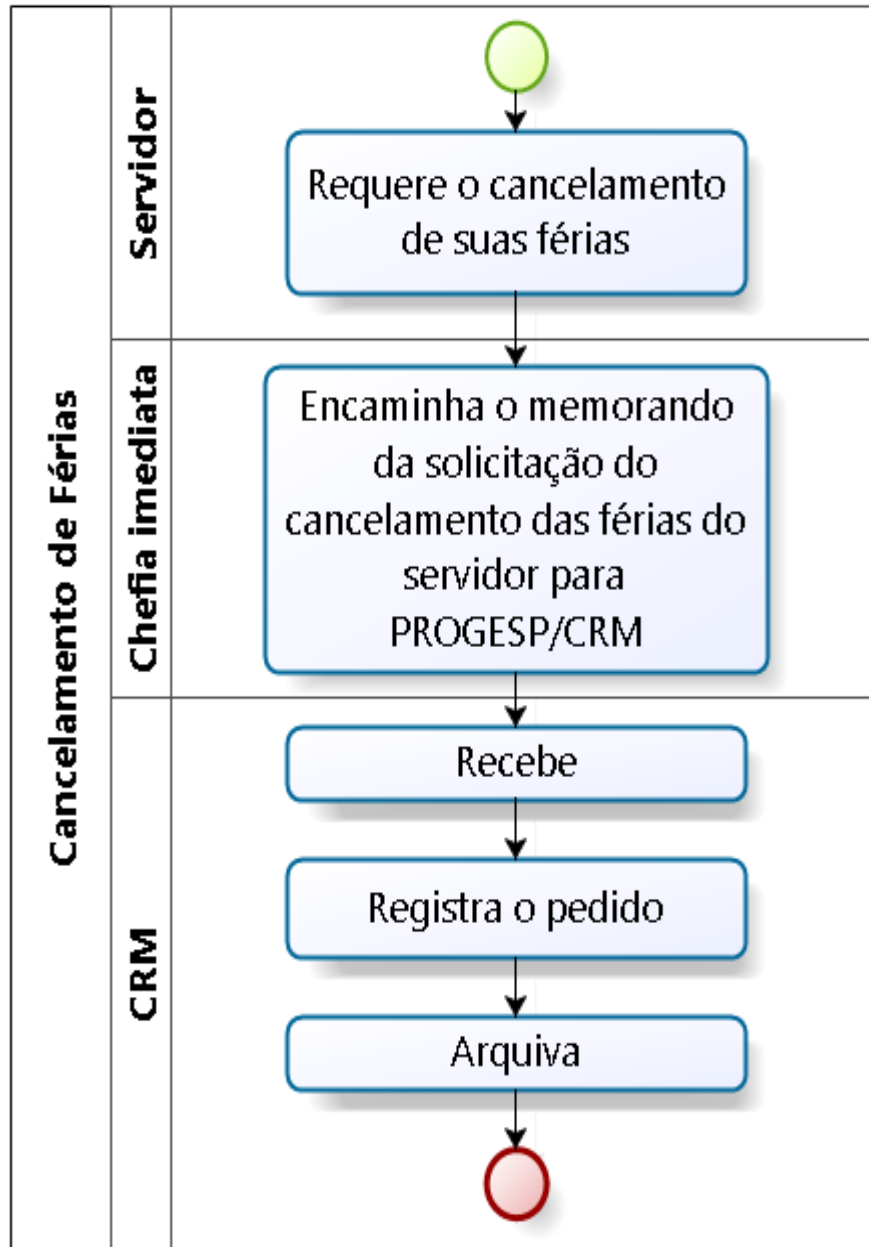 Cancelamento de Férias
Servidor
Requere o cancelamento
de suas férias
Chefia imediata
Encaminha o memorando
da solicitação do
cancelamento das férias do
servidor para
PROGESP/CRM
CRM
Recebe
Registra o pedido
Arquiva